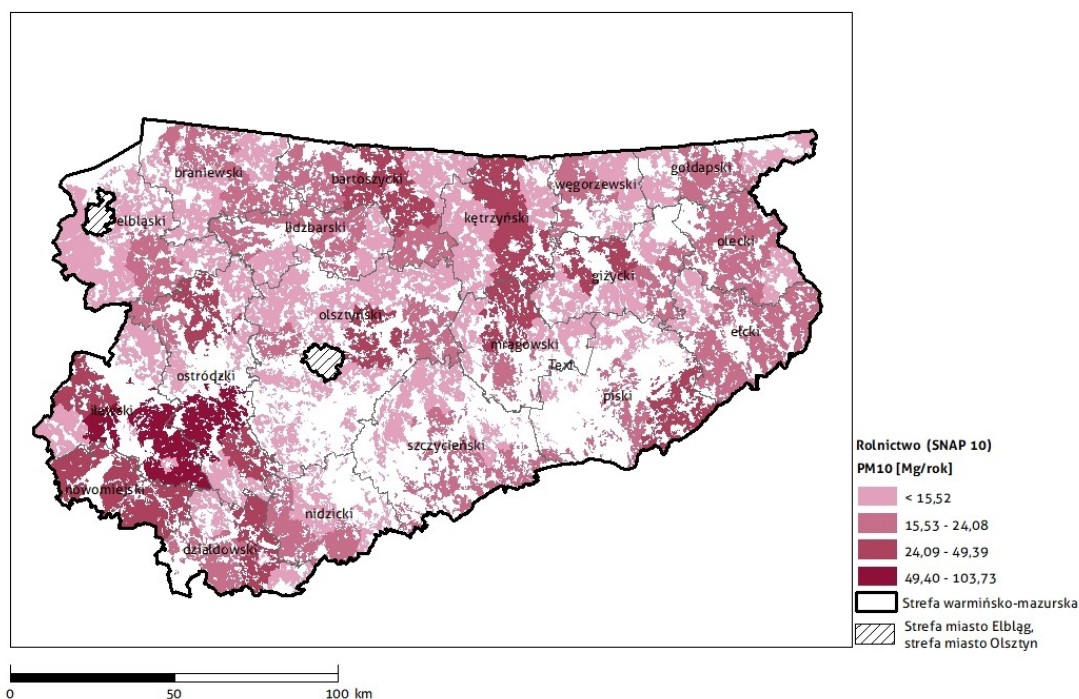 braniewski
bartoszycki
węgorzewski
gołdapski
elbląski
lidzbarski
kętrzyński
olecki
giżycki
olsztyński
mrągowski
ełcki
Text
ostródzki
piski
iławski
szczycieński
nowomiejski
nidzicki
działdowski
Rolnictwo (SNAP 10)
PM10 [Mg/rok]
< 15,52
15,53 - 24,08
24,09 - 49,39
49,40 - 103,73
Strefa warmińsko-mazurska
Strefa miasto Elbląg,
strefa miasto Olsztyn
0 50 100 km